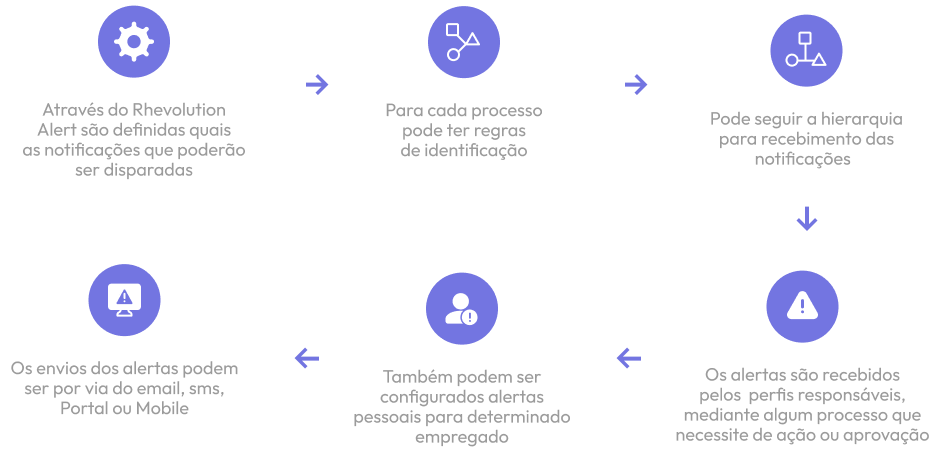 Através do Rhevolution
Alert são definidas quais
as notificações que poderão
ser disparadas
Para cada processo
pode ter regras
de identificação
Pode seguir a hierarquia
para recebimento das
notificações
Os alertas são recebidos
pelos perfis responsáveis,
mediante algum processo que
necessite de ação ou aprovação
Também podem ser
configurados alertas
pessoais para determinado
empregado
Os envios dos alertas podem
ser por via do email, sms,
Portal ou Mobile